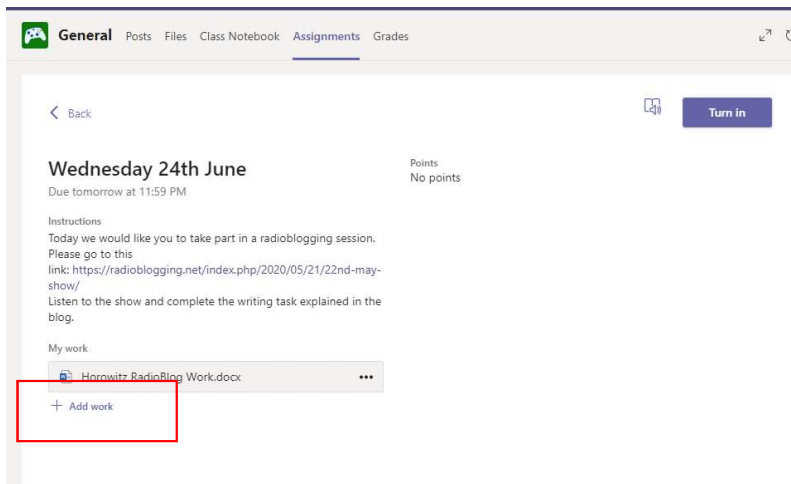 General Posts Files Class Notebook Assignments Grades
Back
Turn in
Wednesday 24th June
Due tomorrow at 11:59 PM
Points
No points
Instructions
Today we would like you to take part in a radioblogging session.
Please go to this
link: https://radioblogging.net/index.php/2020/05/21/22nd-may-
show/
Listen to the show and complete the writing task explained in the
blog.
My work
Horowitz RadioBlog Work.docx
+ Add work